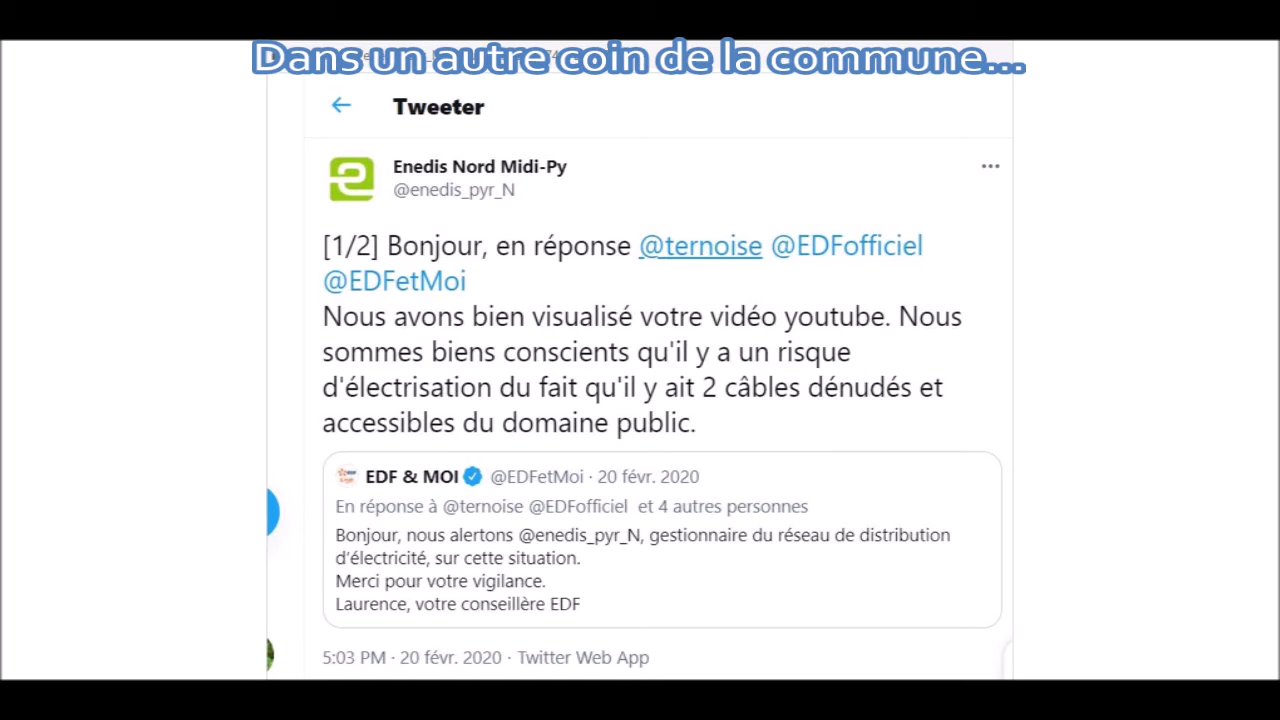 Dans un autre coin de la commune...
Tweeter
Enedis Nord Midi-Py
@enedis_pyr_N
[1/2] Bonjour, en réponse @ternoise @EDFofficiel
@EDFetMoi
Nous avons bien visualisé votre vidéo youtube. Nous
sommes biens conscients qu'il y a un risque
d'électrisation du fait qu'il y ait 2 câbles dénudés et
accessibles du domaine public.
EDF & MOI @EDFetMoi · 20 févr. 2020
En réponse à @ternoise @EDFofficiel et 4 autres personnes
Bonjour, nous alertons @enedis_pyr_N, gestionnaire du réseau de distribution
d'électricité, sur cette situation.
Merci pour votre vigilance.
Laurence, votre conseillère EDF
5:03 PM · 20 févr. 2020 · Twitter Web App